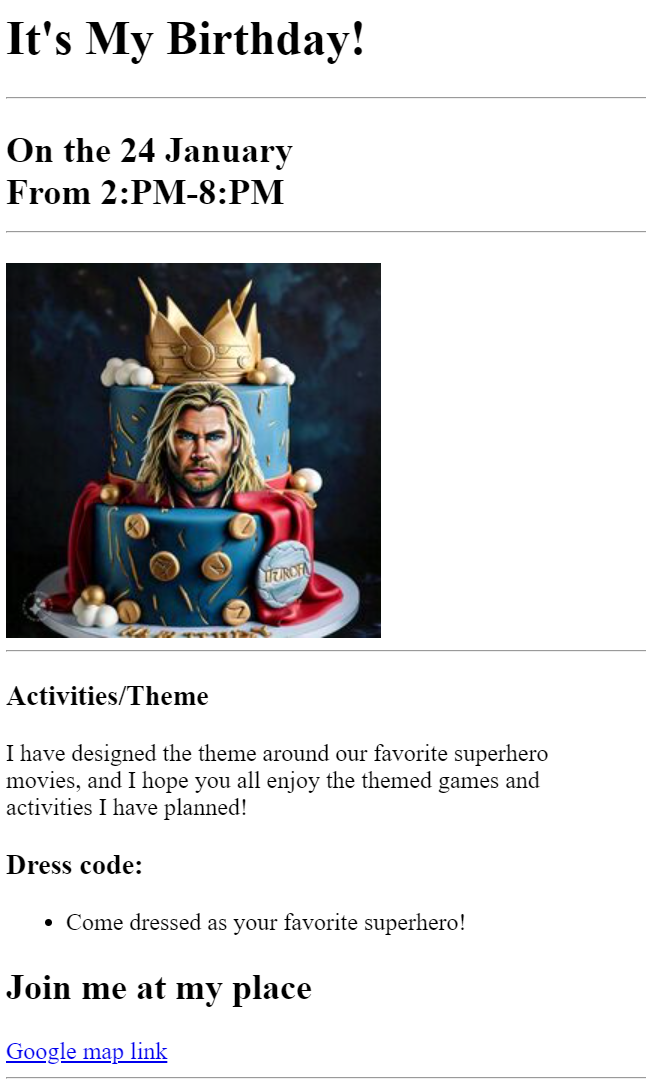 It's My Birthday!
On the 24 January
From 2:PM-8:PM
Activities/Theme
I have designed the theme around our favorite superhero
movies, and I hope you all enjoy the themed games and
activities I have planned!
Dress code:
Come dressed as your favorite superhero!
Join me at my place
Google map link